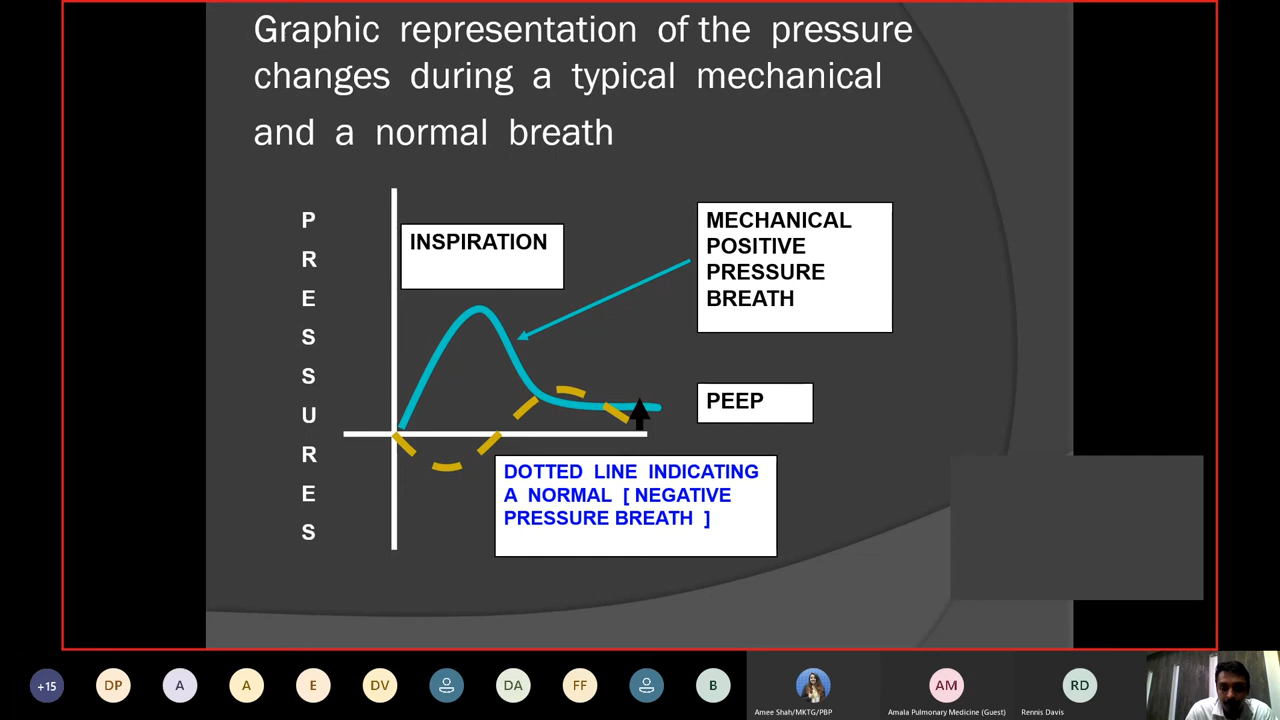 Graphic representation of the pressure
changes during a typical mechanical
and a normal breath
P
R
E
S
S
U
R
E
S
INSPIRATION
MECHANICAL
POSITIVE
PRESSURE
BREATH
PEEP
DOTTED LINE INDICATING
A NORMAL [ NEGATIVE
PRESSURE BREATH ]
+15
DP
A
A
E
DV
DA
FF
B
Amee Shah/MKTG/PBP
AM
Amala Pulmonary Medicine (Guest)
RD
Rennis Davis